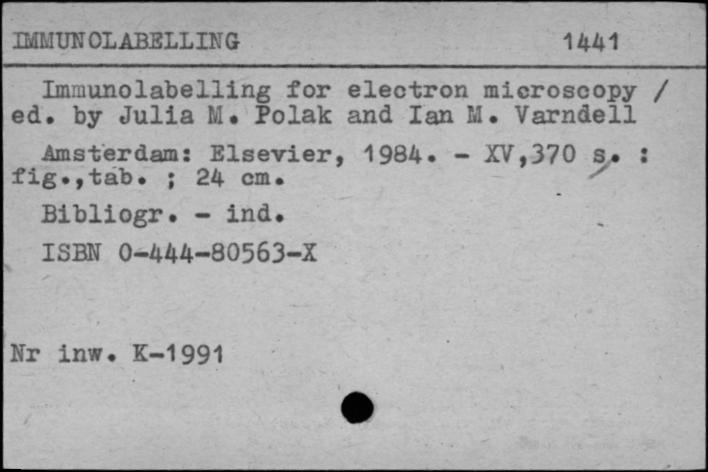 IMMUNOLABELLING 1441
Immunolabelling for electron microscopy /
ed. by Julia M. Polak and Ian M. Varndell
Amsterdam: Elsevier, 1984. - XV,370 s. :
fig.,tab. ; 24 cm.
Bibliogr. - ind.
ISBN 0-444-80563-X
Nr inw. K-1991